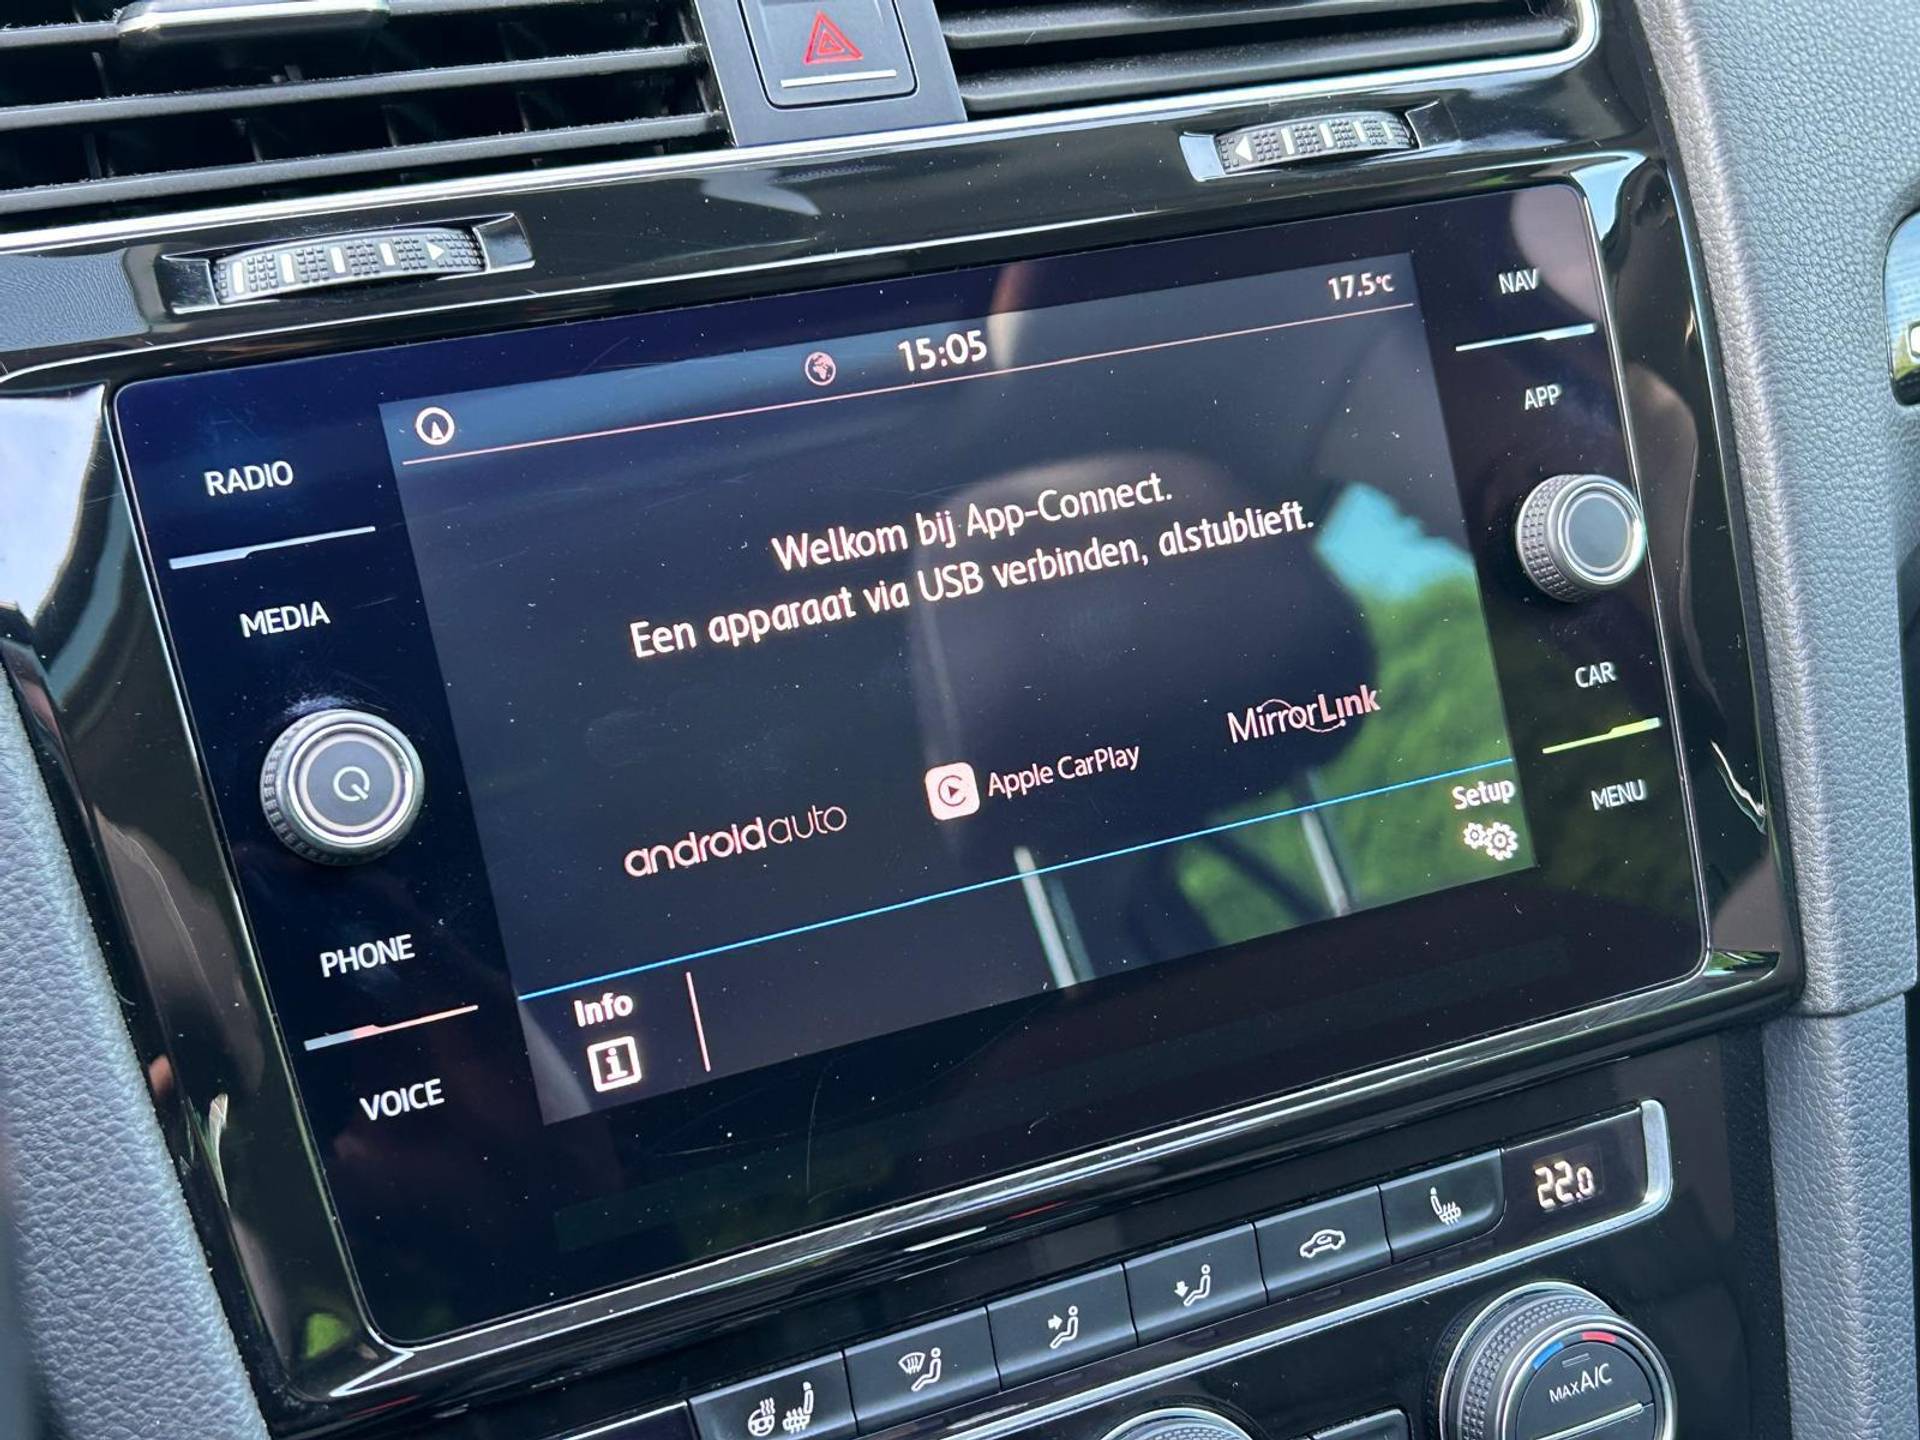 17.5°C
15:05
NAV
APP
RADIO
MEDIA
Welkom bij App-Connect.
Een apparaat via USB verbinden, alstublieft.
androidauto
Apple CarPlay
MirrorLink
CAR
MENU
Setup
PHONE
VOICE
Info
i
22.0
MAX A/C